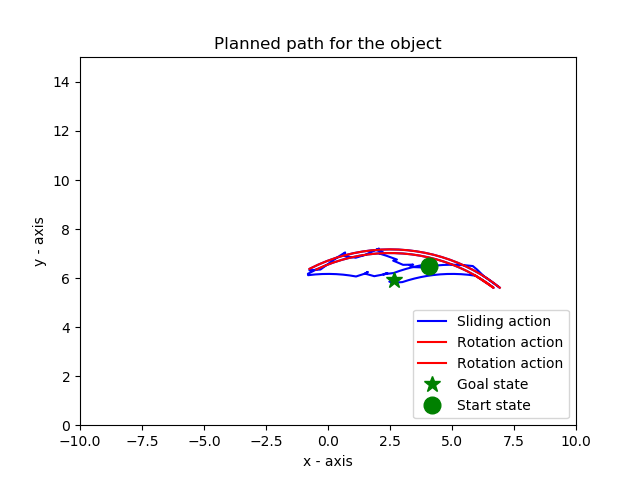 Planned path for the object
14
12
10
8
6
4
2
0
y - axis
−10.0 −7.5 −5.0 −2.5 0.0 2.5 5.0 7.5 10.0
x - axis
Sliding action
Rotation action
Rotation action
Goal state
Start state